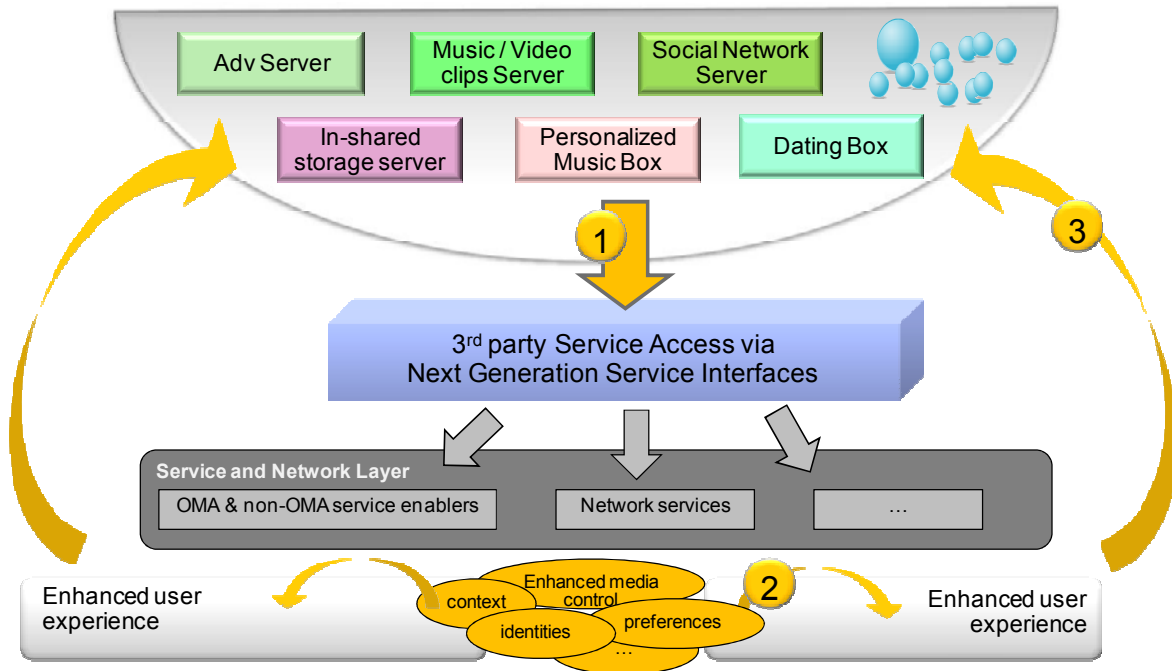 Adv Server
Music / Video
clips Server
Social Network
Server
In-shared
storage server
Personalized
Music Box
Dating Box
1
3
3rd party Service Access via
Next Generation Service Interfaces
Service and Network Layer
OMA & non-OMA service enablers
Network services
...
Enhanced user
experience
context
Enhanced media
control
identities
preferences
...
2
Enhanced user
experience